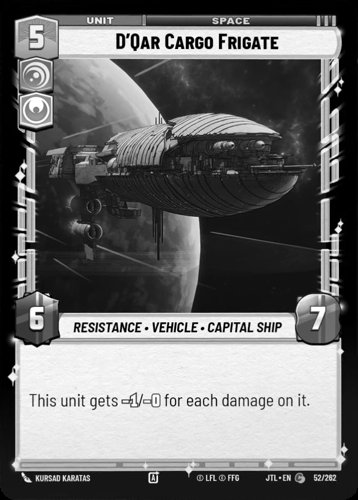 UNIT
SPACE
5
D'QAR CARGO FRIGATE
6
7
RESISTANCE • VEHICLE • CAPITAL SHIP
This unit gets -1/-0 for each damage on it.
KURSAD KARATAS
A
© LFL © FFG
JTL • EN
C
52/262